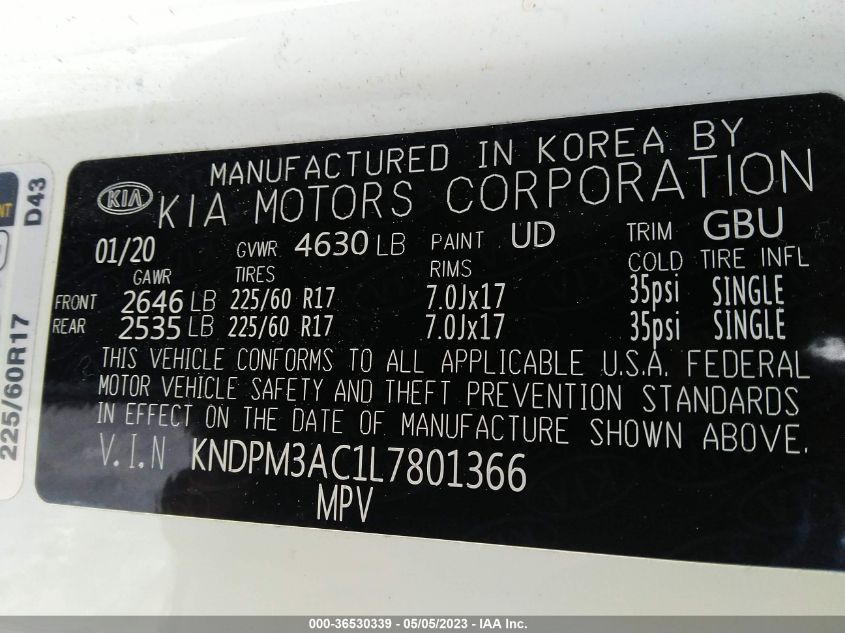 MANUFACTURED IN KOREA BY
KIA KIA MOTORS CORPORATION
01/20 GVWR 4630 LB PAINT UD TRIM GBU
GAWR TIRES RIMS COLD TIRE INFL
FRONT 2646 LB 225/60 R17 7.0Jx17 35psi SINGLE
REAR 2535 LB 225/60 R17 7.0Jx17 35psi SINGLE
THIS VEHICLE CONFORMS TO ALL APPLICABLE U.S.A. FEDERAL
MOTOR VEHICLE SAFETY AND THEFT PREVENTION STANDARDS
IN EFFECT ON THE DATE OF MANUFACTURE SHOWN ABOVE.
V.I.N KNDPM3AC1L7801366
MPV
225/60R17
D43
000-36530339 - 05/05/2023 - IAA Inc.